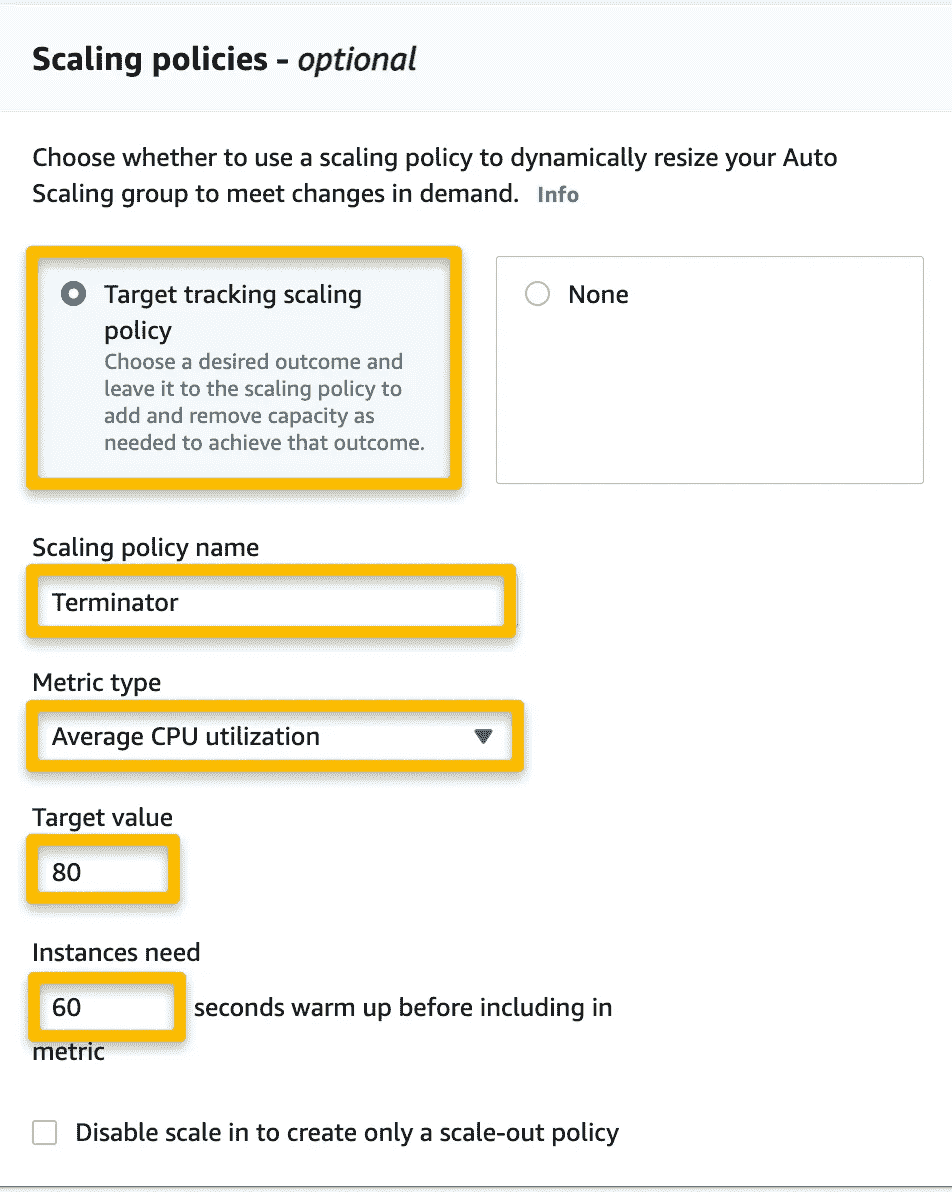 Scaling policies - optional
Choose whether to use a scaling policy to dynamically resize your Auto
Scaling group to meet changes in demand. Info
Target tracking scaling
policy
Choose a desired outcome and
leave it to the scaling policy to
add and remove capacity as
needed to achieve that outcome.
None
Scaling policy name
Terminator
Metric type
Average CPU utilization
Target value
80
Instances need
60 seconds warm up before including in
metric
Disable scale in to create only a scale-out policy